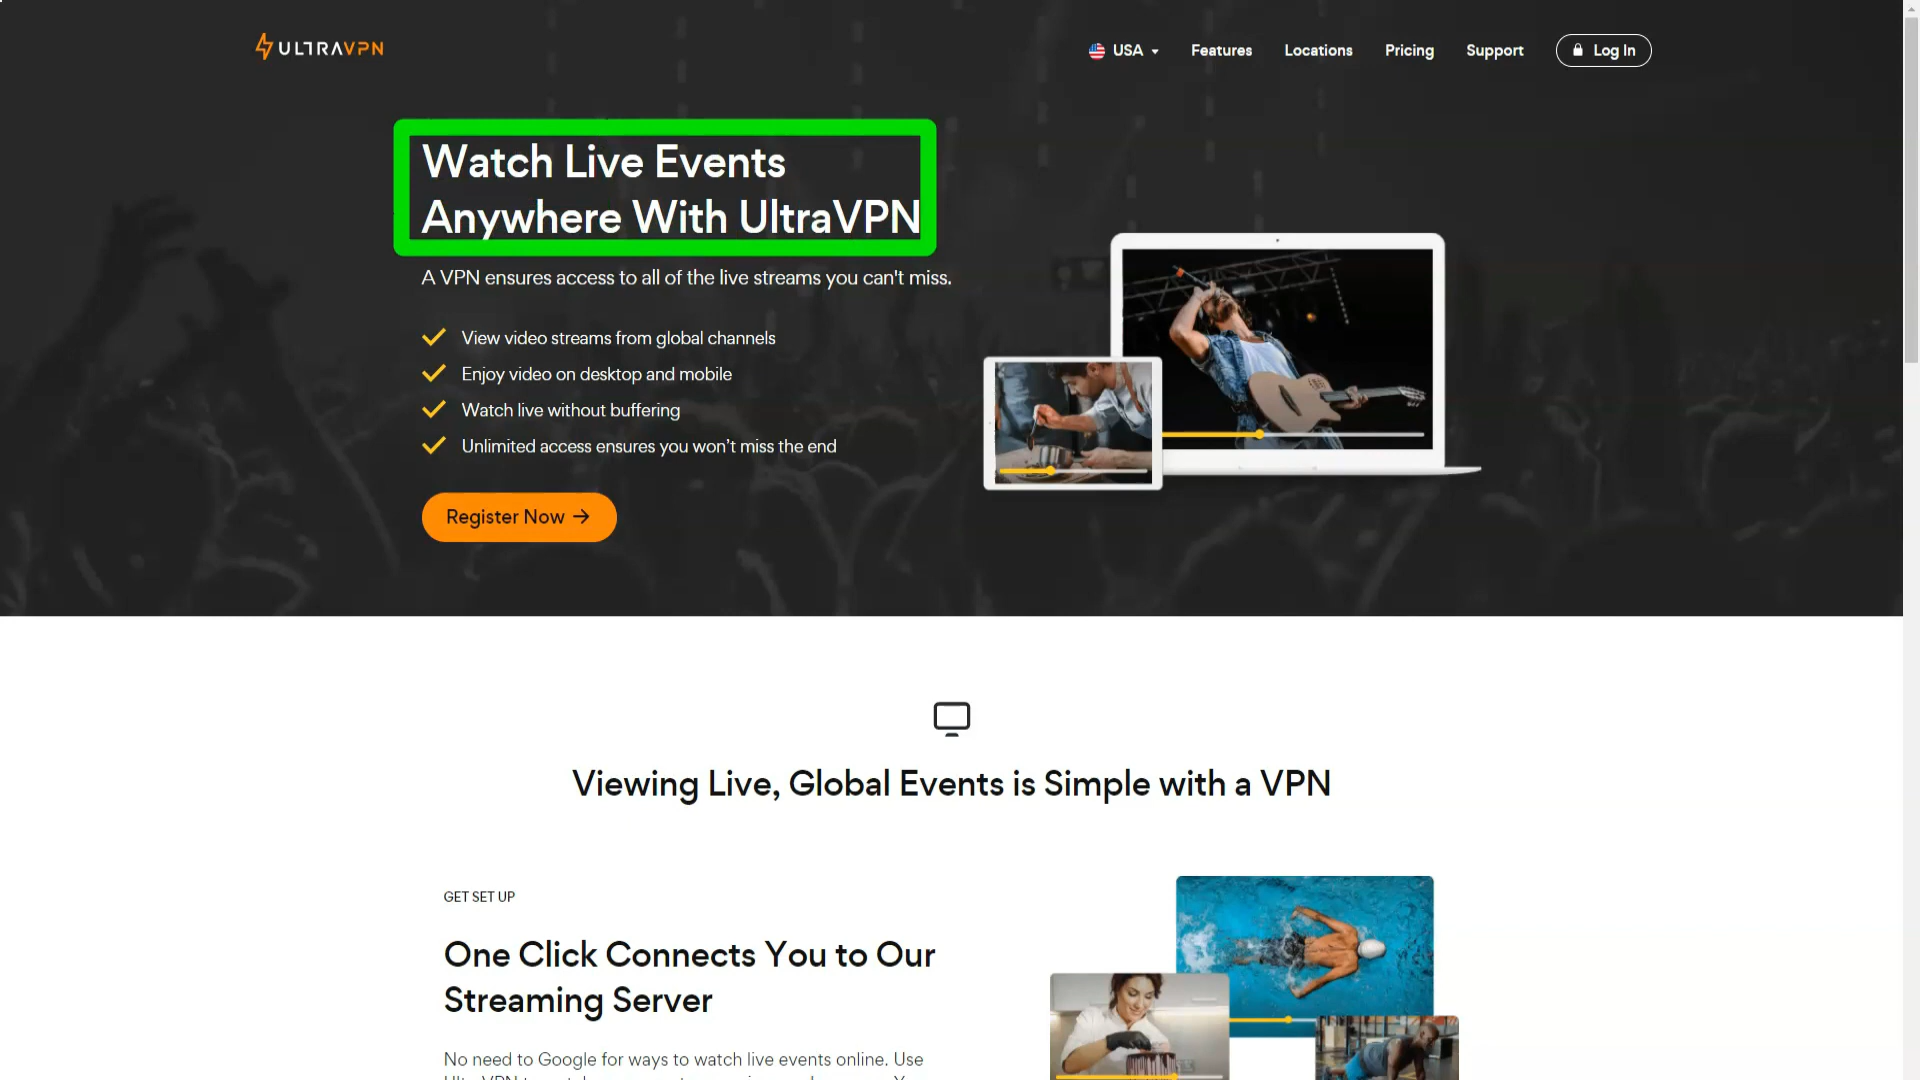 ULTRAVPN
USA
Features
Locations
Pricing
Support
Log In
Watch Live Events
Anywhere With UltraVPN
A VPN ensures access to all of the live streams you can't miss.
View video streams from global channels
Enjoy video on desktop and mobile
Watch live without buffering
Unlimited access ensures you won’t miss the end
Register Now →
Viewing Live, Global Events is Simple with a VPN
GET SET UP
One Click Connects You to Our
Streaming Server
No need to Google for ways to watch live events online. Use